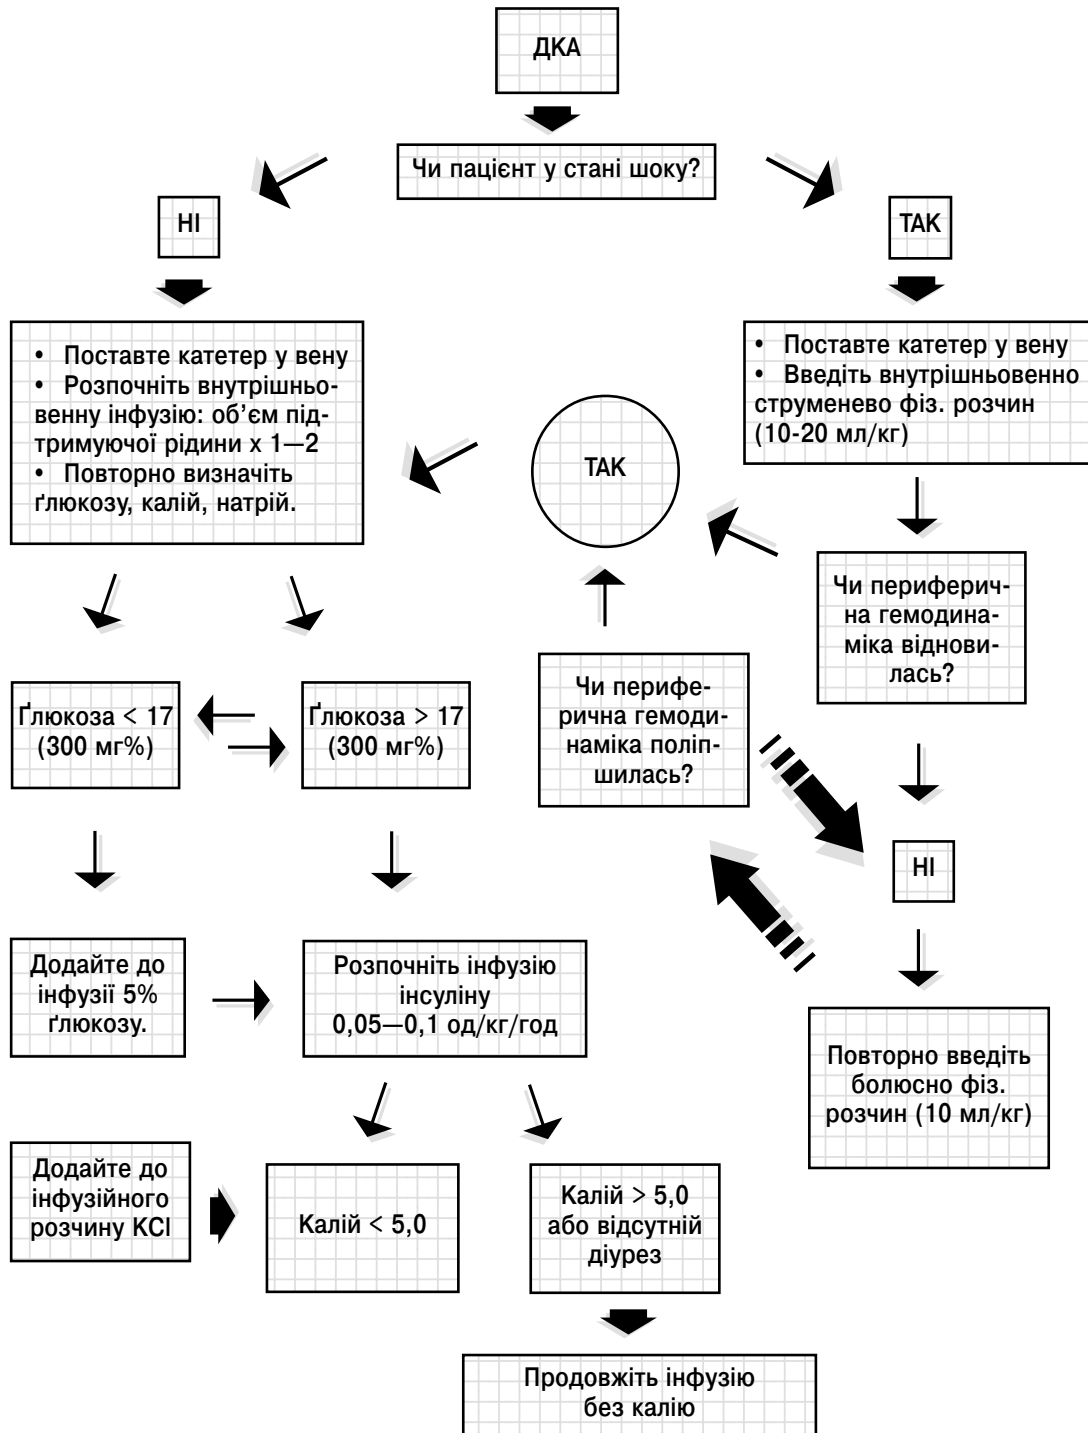 ДКА
Чи пацієнт у стані шоку?
НІ
ТАК
• Поставте катетер у вену
• Розпочніть внутрішньо-
венну інфузію: об’єм під-
тримуючої рідини х 1—2
• Повторно визначіть
ґлюкозу, калій, натрій.
• Поставте катетер у вену
• Введіть внутрішньовенно
струменево фіз. розчин
(10-20 мл/кг)
ТАК
Чи периферич-
на гемодина-
міка віднови-
лась?
Чи перифе-
рична гемоди-
наміка поліп-
шилась?
Ґлюкоза < 17
(300 мг%)
Ґлюкоза > 17
(300 мг%)
НІ
Додайте до
інфузії 5%
ґлюкозу.
Розпочніть інфузію
інсуліну
0,05—0,1 од/кг/год
Повторно введіть
болюсно фіз.
розчин (10 мл/кг)
Додайте до
інфузійного
розчину KCl
Калій < 5,0
Калій > 5,0
або відсутній
діурез
Продовжіть інфузію
без калію